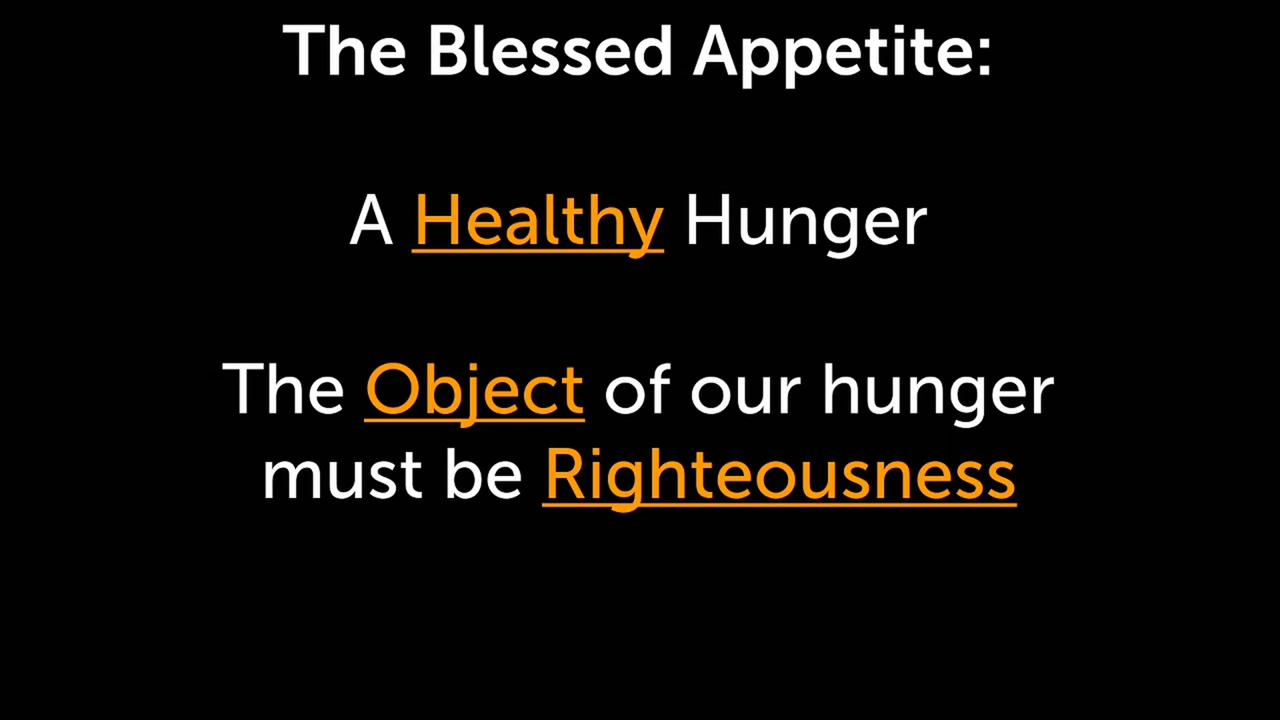 The Blessed Appetite:
A Healthy Hunger
The Object of our hunger
must be Righteousness